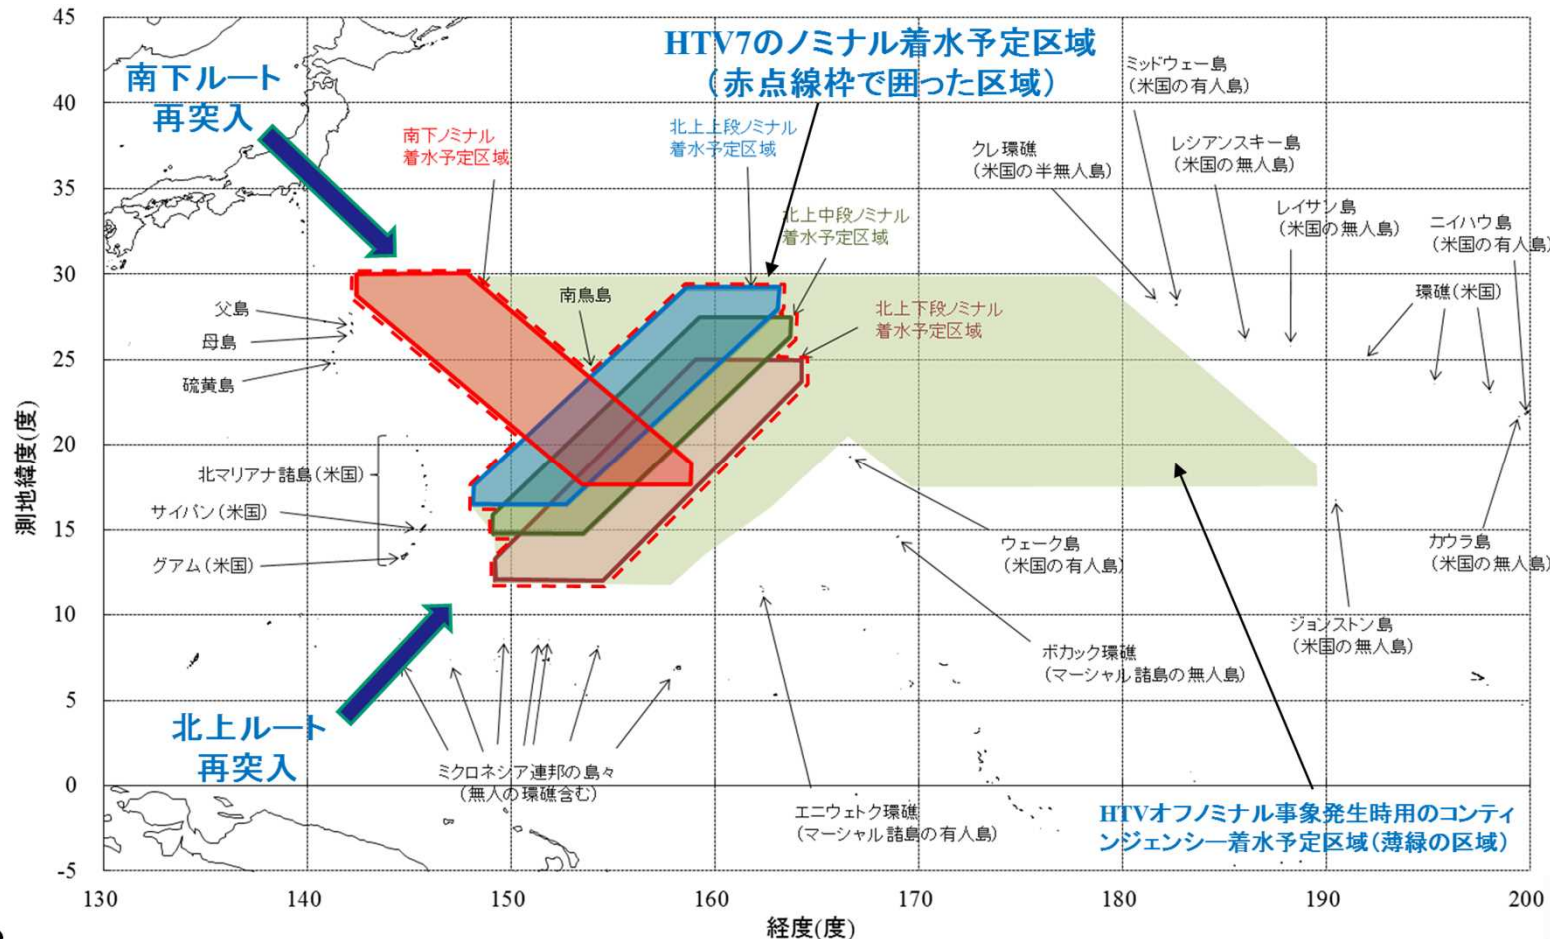 HTV7のノミナル着水予定区域
(赤点線枠で囲った区域)
南下ルート
再突入
南下ノミナル
着水予定区域
北上上段ノミナル
着水予定区域
北上中段ノミナル
着水予定区域
北上下段ノミナル
着水予定区域
ミッドウェー島
(米国の有人島)
クレ環礁
(米国の半無人島)
レシアンスキー島
(米国の無人島)
レイサン島
(米国の無人島)
ニイハウ島
(米国の有人島)
環礁(米国)
父島
母島
硫黄島
南鳥島
北マリアナ諸島(米国)
サイパン(米国)
グアム(米国)
ウェーク島
(米国の有人島)
カウラ島
(米国の無人島)
ジョンストン島
(米国の無人島)
ボカック環礁
(マーシャル諸島の無人島)
北上ルート
再突入
ミクロネシア連邦の島々
(無人の環礁含む)
エニウェトク環礁
(マーシャル諸島の有人島)
HTVオフノミナル事象発生時用のコンティ
ンジェンシー着水予定区域(薄緑の区域)
測地緯度(度)
45
40
35
30
25
20
15
10
5
0
-5
130
140
150
160
170
180
190
200
経度(度)